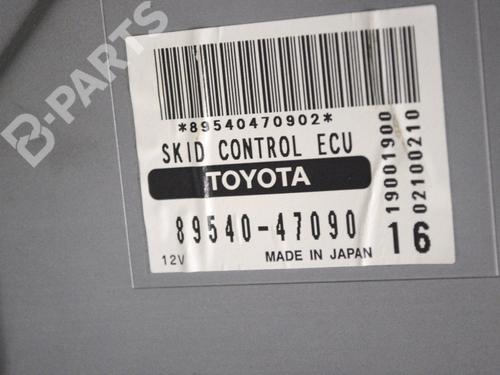 B-PARTS
*89540470902*
SKID CONTROL ECU
TOYOTA
89540-47090
12V
MADE IN JAPAN
16
19001900
02100210